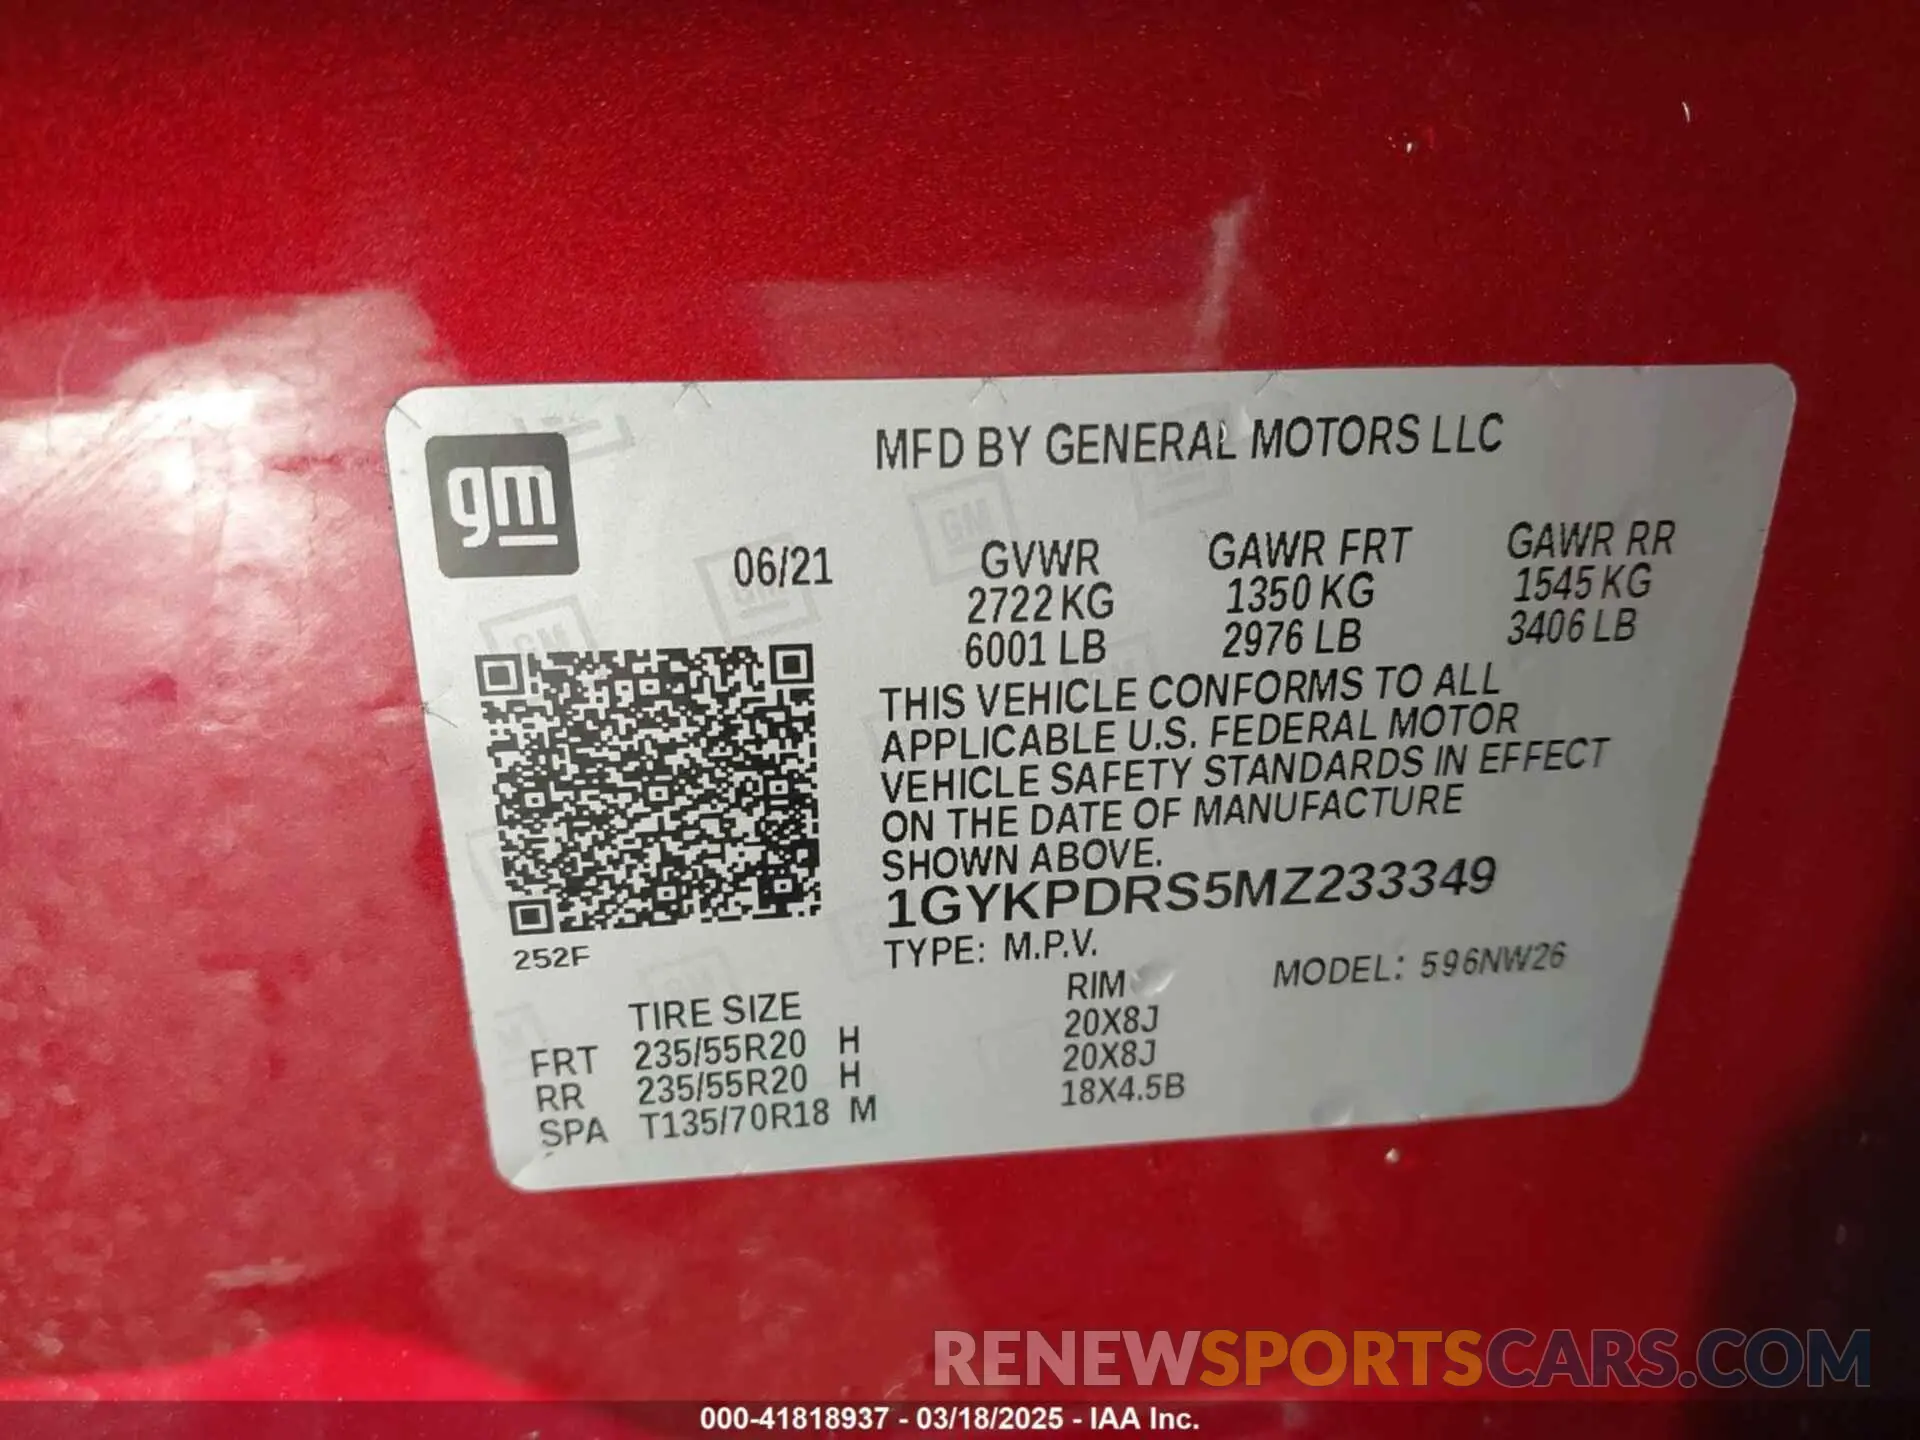 gm
MFD BY GENERAL MOTORS LLC
06/21
GVWR GAWR FRT GAWR RR
2722 KG 1350 KG 1545 KG
6001 LB 2976 LB 3406 LB
THIS VEHICLE CONFORMS TO ALL
APPLICABLE U.S. FEDERAL MOTOR
VEHICLE SAFETY STANDARDS IN EFFECT
ON THE DATE OF MANUFACTURE
SHOWN ABOVE.
1GYKPDRS5MZ233349
252F
TYPE: M.P.V. MODEL: 596NW26
TIRE SIZE RIM
FRT 235/55R20 H 20X8J
RR 235/55R20 H 20X8J
SPA T135/70R18 M 18X4.5B
RENEWSPORTSCARS.COM
000-41818937 - 03/18/2025 - IAA Inc.